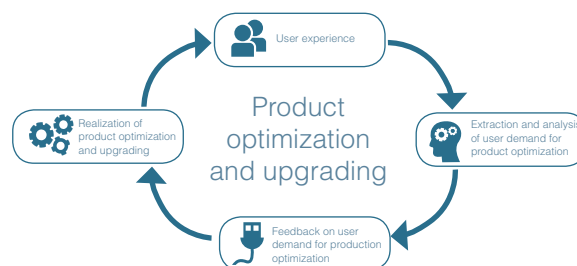 User experience
Product
optimization
and upgrading
Extraction and analysis
of user demand for
product optimization
Feedback on user
demand for production
optimization
Realization of
product optimization
and upgrading